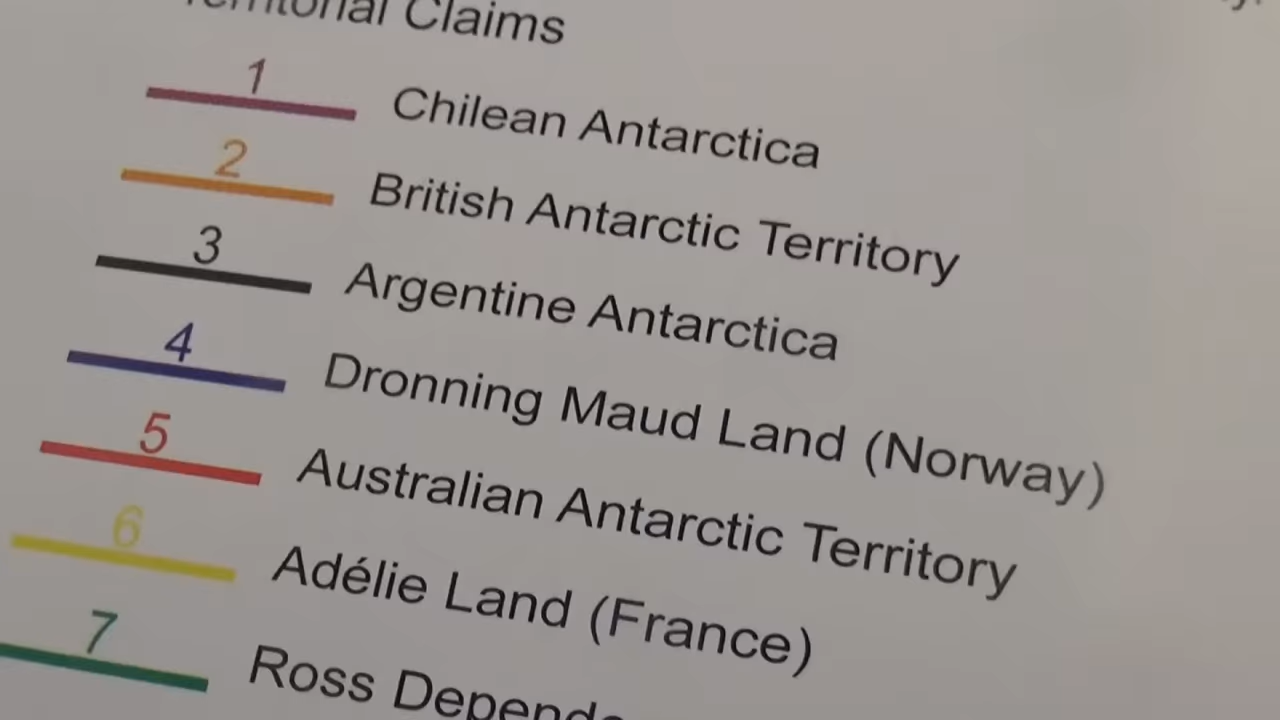 Claims
1 Chilean Antarctica
2 British Antarctic Territory
3 Argentine Antarctica
4 Dronning Maud Land (Norway)
5 Australian Antarctic Territory
6 Adélie Land (France)
7 Ross